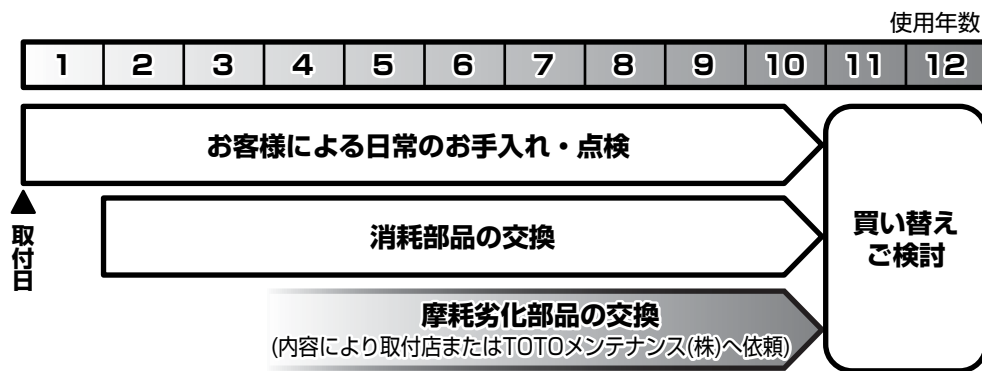 使用年数
1 2 3 4 5 6 7 8 9 10 11 12
お客様による日常のお手入れ・点検
取付日
消耗部品の交換
買い替え
ご検討
摩耗劣化部品の交換
(内容により取付店またはTOTOメンテナンス(株)へ依頼)